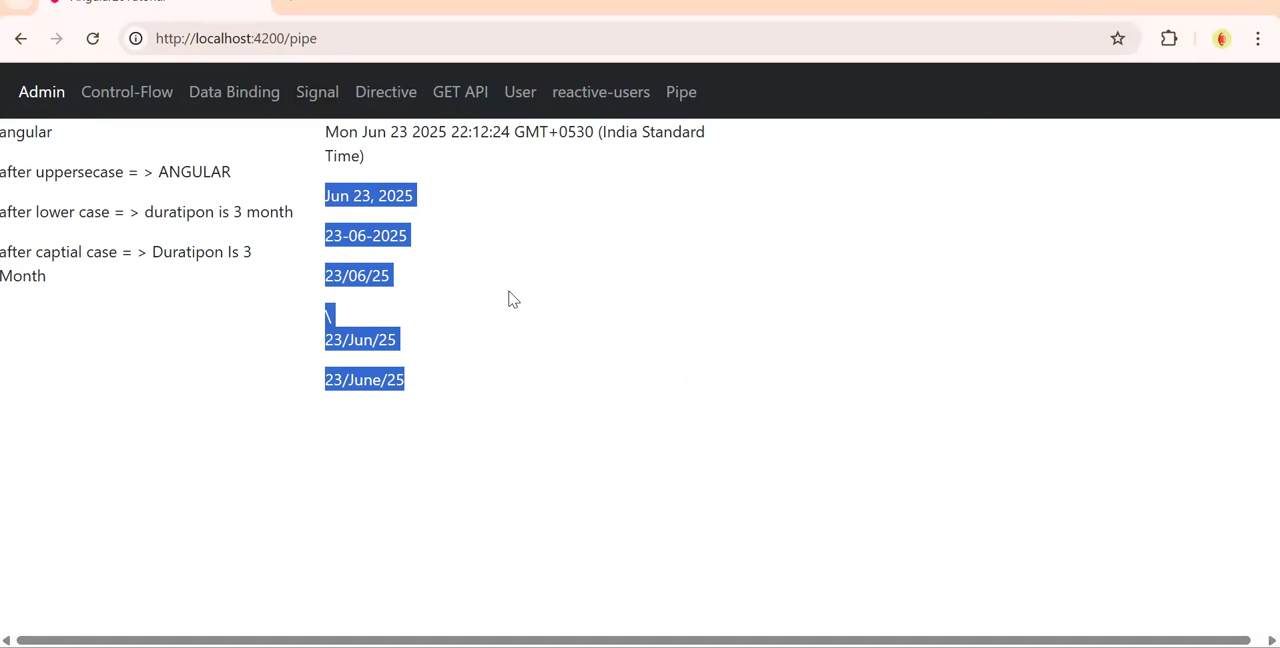 http://localhost:4200/pipe
Admin Control-Flow Data Binding Signal Directive GET API User reactive-users Pipe
angular
after uppersecase = > ANGULAR
after lower case = > duratipon is 3 month
after captial case = > Duratipon Is 3
Month
Mon Jun 23 2025 22:12:24 GMT+0530 (India Standard
Time)
Jun 23, 2025
23-06-2025
23/06/25
\
23/Jun/25
23/June/25